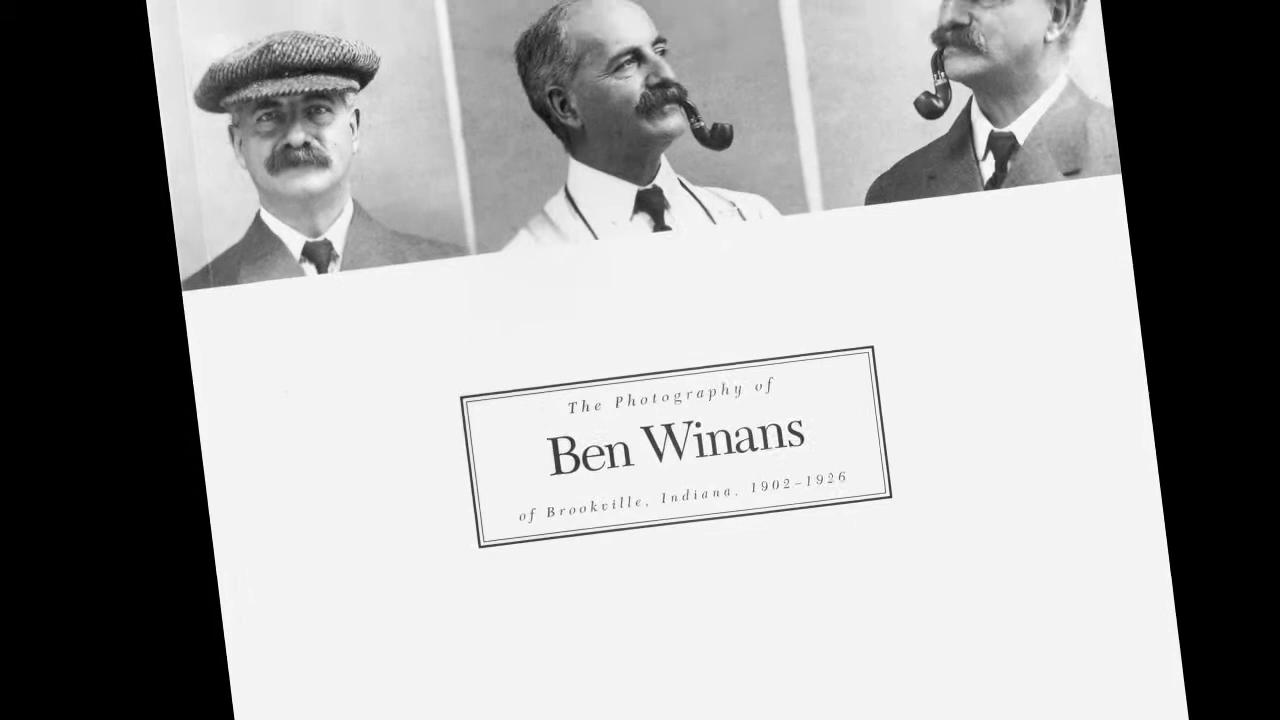 The Photography of
Ben Winans
of Brookville, Indiana, 1902–1926